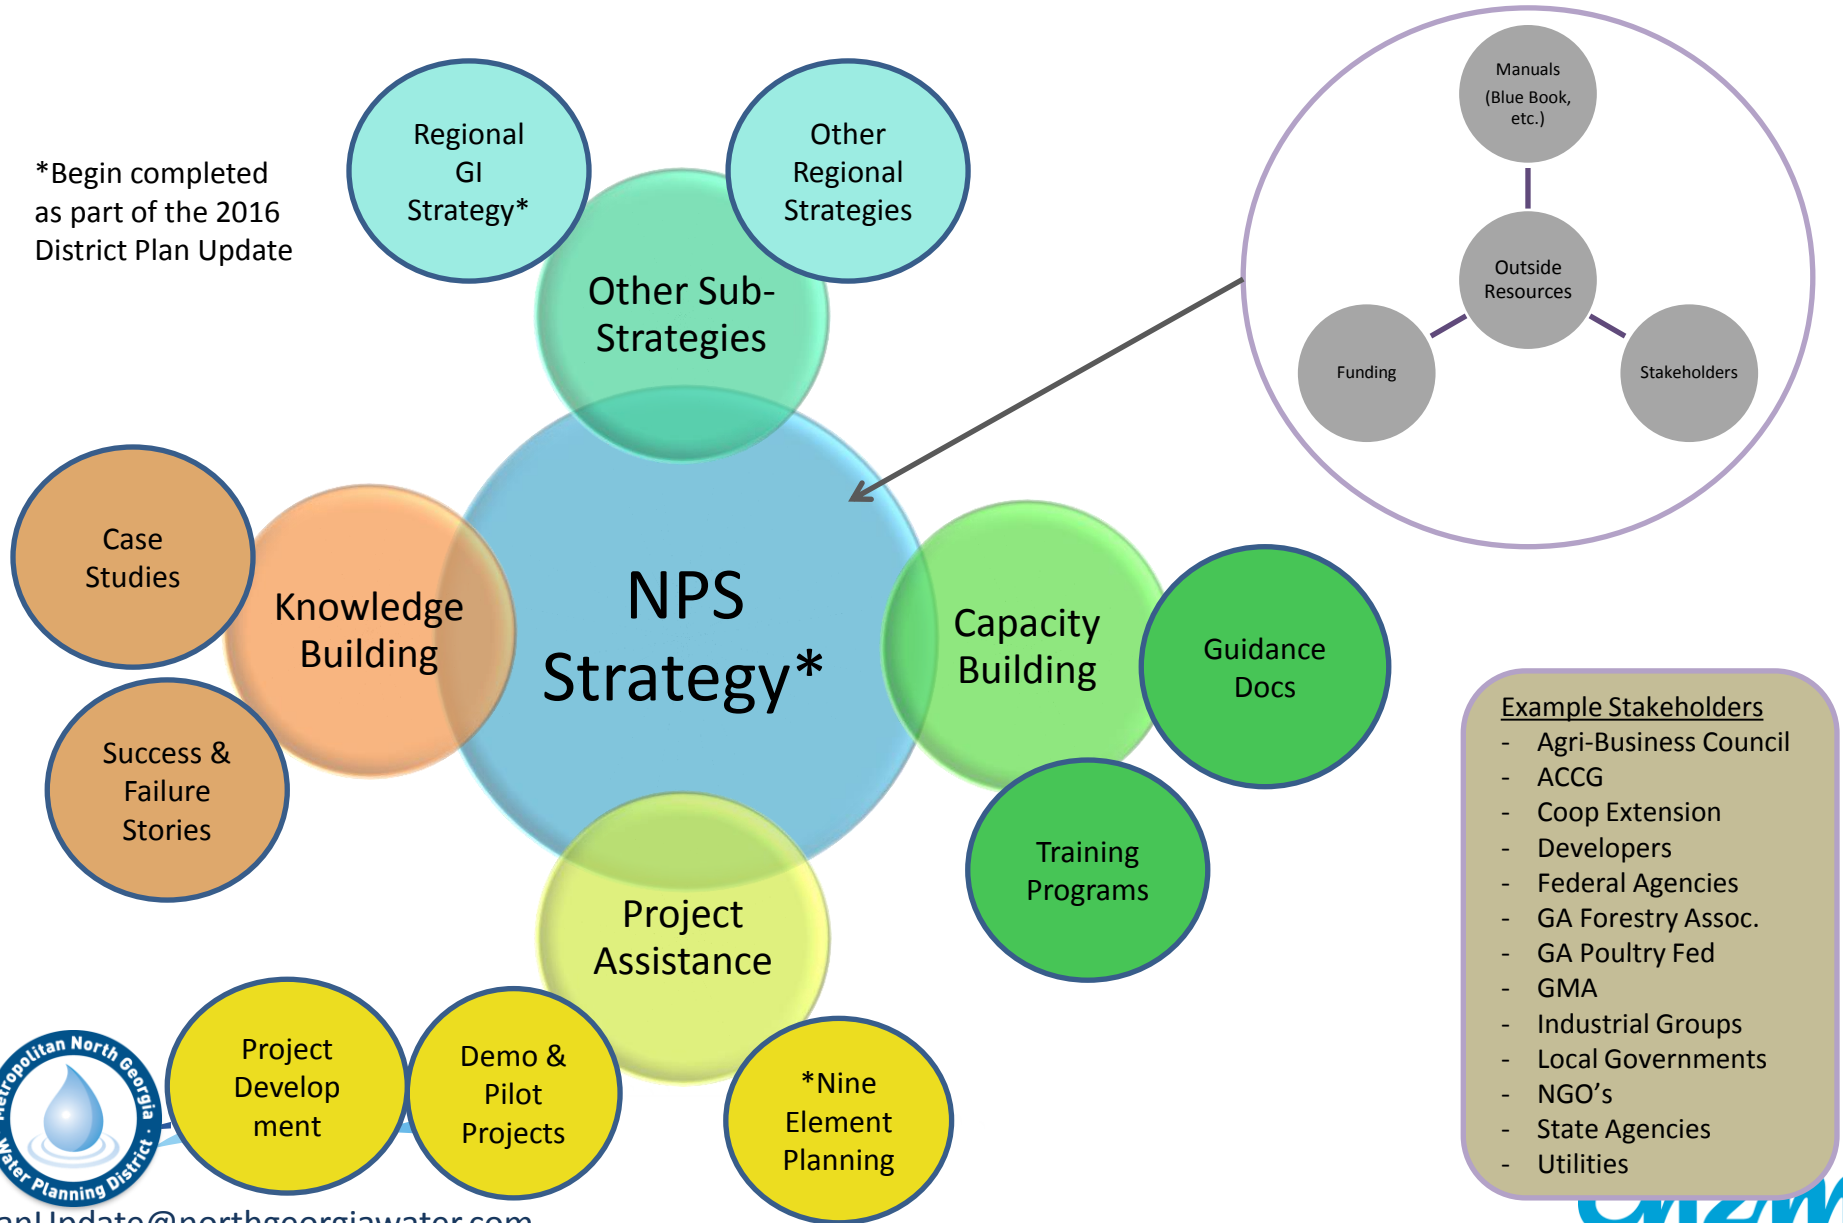 *Begin completed
as part of the 2016
District Plan Update
Regional
GI
Strategy*
Other
Regional
Strategies
Other Sub-
Strategies
Manuals
(Blue Book,
etc.)
Outside
Resources
Funding
Stakeholders
Case
Studies
Knowledge
Building
Success &
Failure
Stories
NPS
Strategy*
Capacity
Building
Guidance
Docs
Training
Programs
Project
Assistance
Project
Develop
ment
Demo &
Pilot
Projects
*Nine
Element
Planning
Example Stakeholders
- Agri-Business Council
- ACCG
- Coop Extension
- Developers
- Federal Agencies
- GA Forestry Assoc.
- GA Poultry Fed
- GMA
- Industrial Groups
- Local Governments
- NGO's
- State Agencies
- Utilities
Metropolitan North Georgia
Water Planning District
anUpdate@northgeorgiawater.com